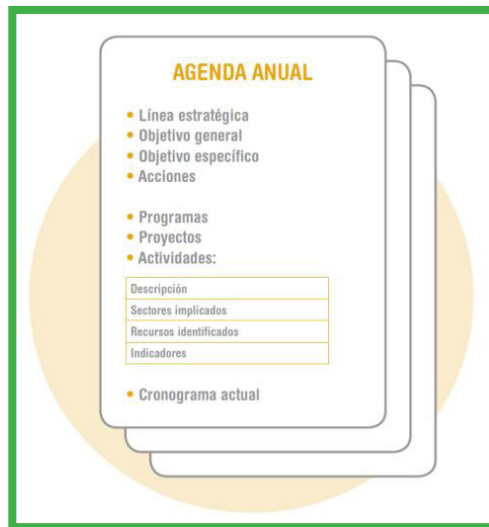 AGENDA ANUAL
• Línea estratégica
• Objetivo general
• Objetivo específico
• Acciones
• Programas
• Proyectos
• Actividades:
Descripción
Sectores implicados
Recursos identificados
Indicadores
• Cronograma actual